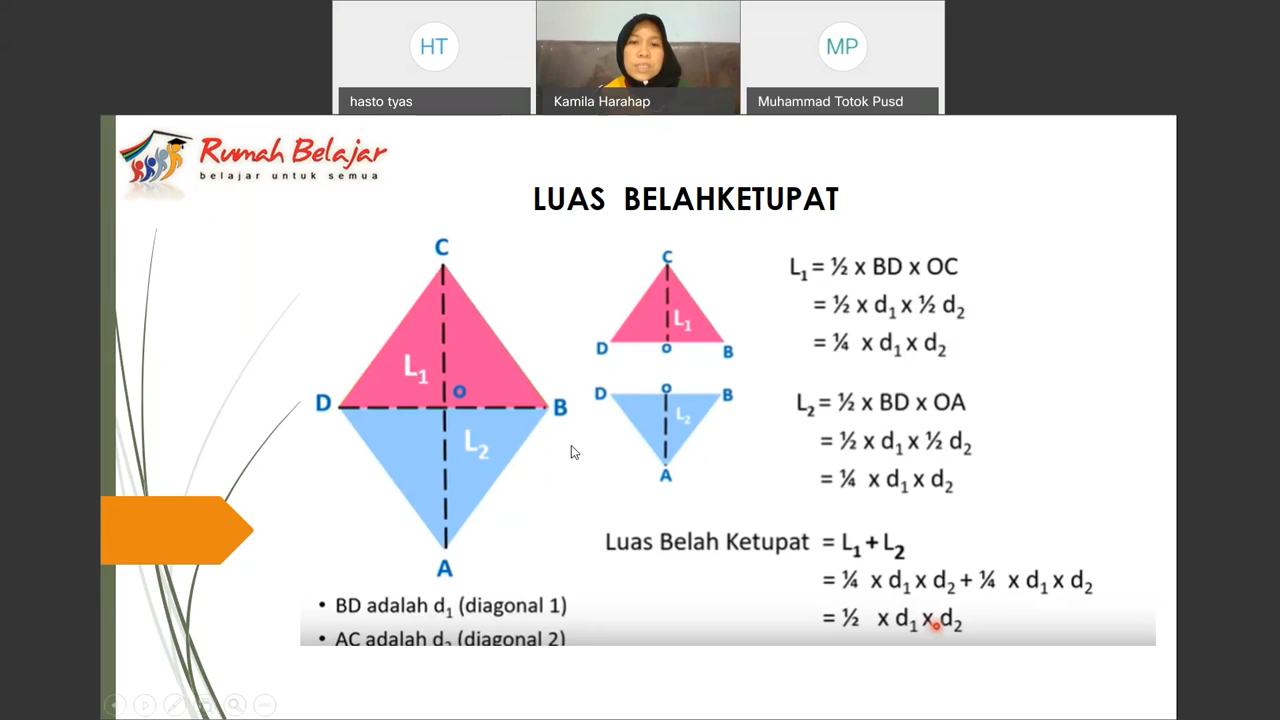 HT
MP
hasto tyas
Kamila Harahap
Muhammad Totok Pusd
Rumah Belajar
belajar untuk semua
LUAS BELAHKETUPAT
C
L₁
D
O
B
L₂
A
C
L₁
D
O
B
D
O
B
L₂
A
L₁ = ½ x BD x OC
= ½ x d₁ x ½ d₂
= ¼ x d₁ x d₂
L₂ = ½ x BD x OA
= ½ x d₁ x ½ d₂
= ¼ x d₁ x d₂
Luas Belah Ketupat = L₁ + L₂
= ¼ x d₁ x d₂ + ¼ x d₁ x d₂
= ½ x d₁ x d₂
• BD adalah d₁ (diagonal 1)
• AC adalah d₂ (diagonal 2)